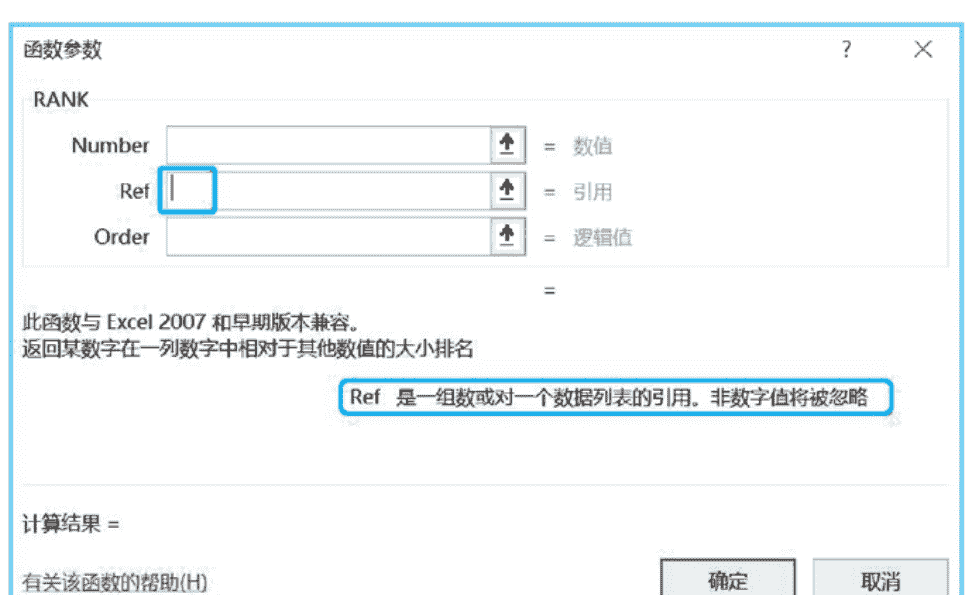 函数参数 ? ×
RANK
Number = 数值
Ref = 引用
Order = 逻辑值
=
此函数与 Excel 2007 和早期版本兼容。
返回某数字在一列数字中相对于其他数值的大小排名
Ref 是一组数或对一个数据列表的引用。非数字值将被忽略
计算结果 =
有关该函数的帮助(H) 确定 取消